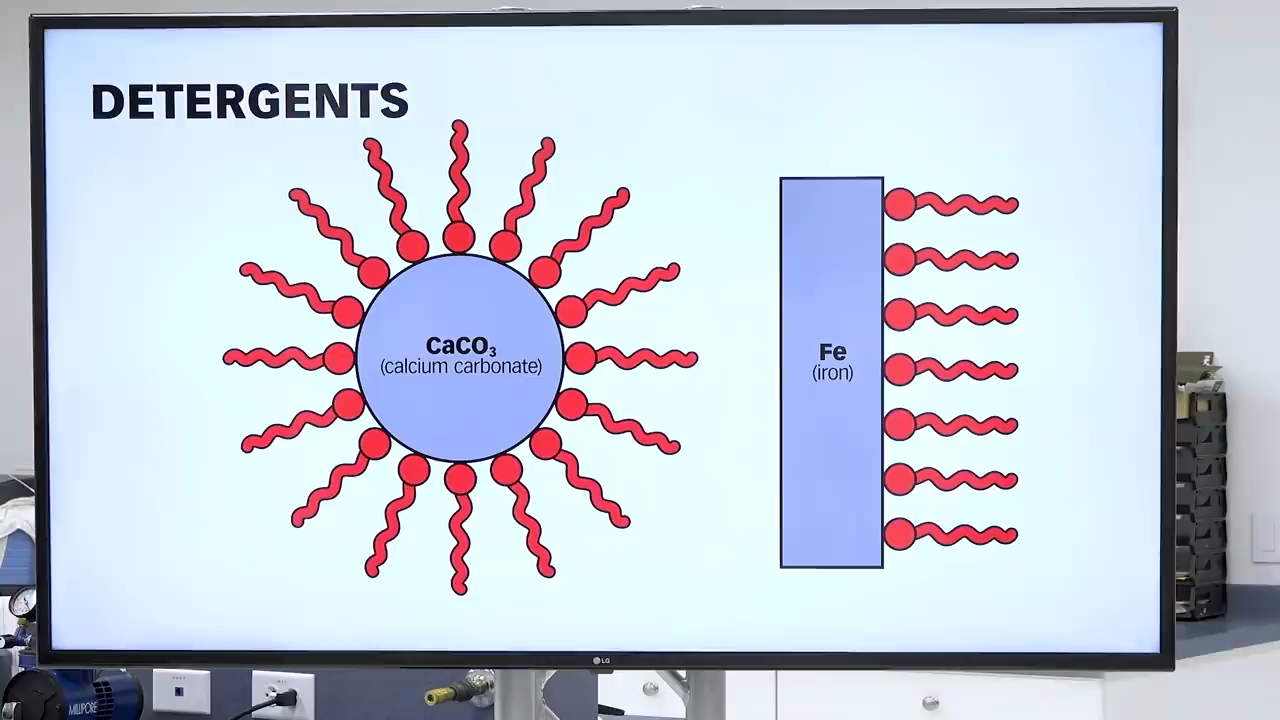 DETERGENTS
CaCO₃
(calcium carbonate)
Fe
(iron)
LG
MILLIPORE